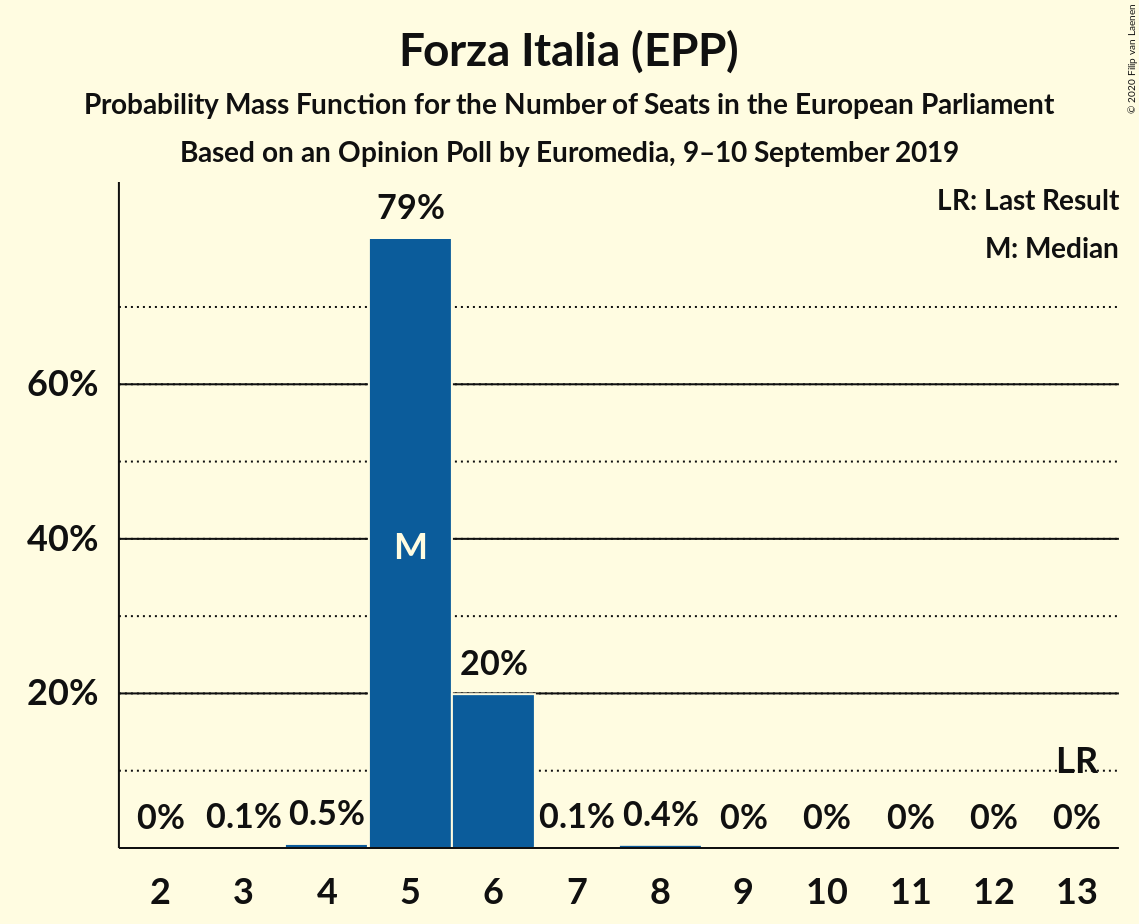 Forza Italia (EPP)
Probability Mass Function for the Number of Seats in the European Parliament
Based on an Opinion Poll by Euromedia, 9–10 September 2019
© 2020 Filip van Laenen
LR: Last Result
M: Median
79%
60%
40%
M
20%
20%
LR
0% 0.1% 0.5% 0.1% 0.4% 0% 0% 0% 0% 0%
2 3 4 5 6 7 8 9 10 11 12 13